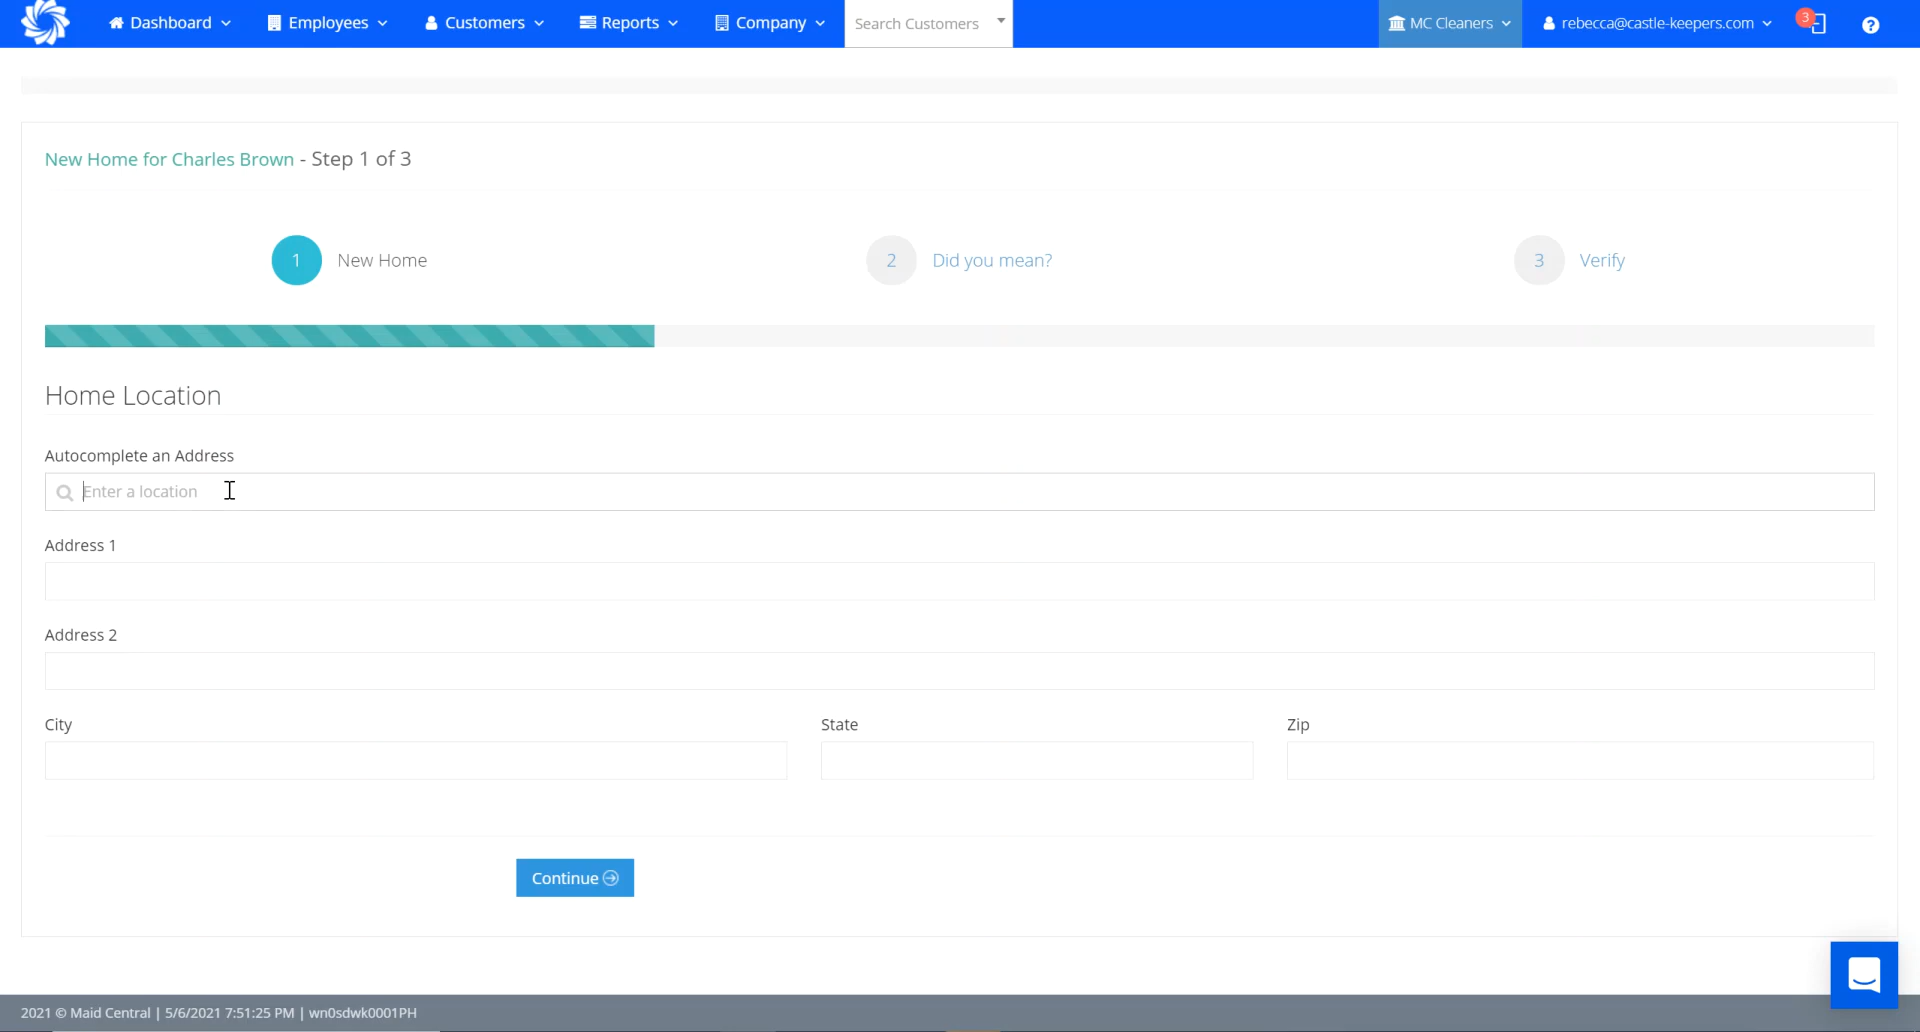 Dashboard Employees Customers Reports Company Search Customers MC Cleaners rebecca@castle-keepers.com 3 ?
New Home for Charles Brown - Step 1 of 3
1 New Home 2 Did you mean? 3 Verify
Home Location
Autocomplete an Address
Enter a location
Address 1
Address 2
City State Zip
Continue
2021 © Maid Central | 5/6/2021 7:51:25 PM | wn0sdwk0001PH